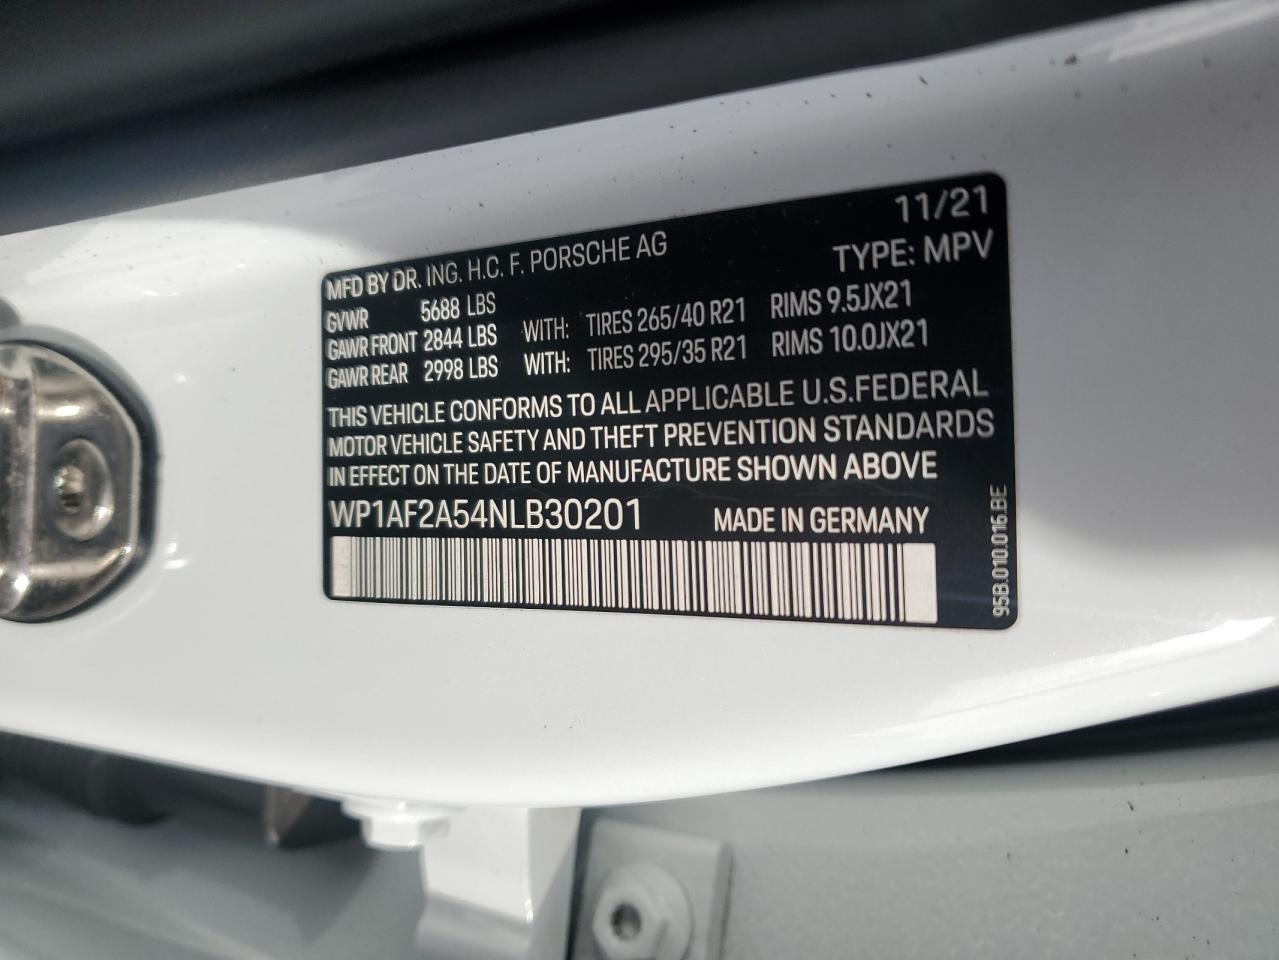 11/21
MFD BY DR. ING. H.C. F. PORSCHE AG TYPE: MPV
GVWR 5688 LBS
GAWR FRONT 2844 LBS WITH: TIRES 265/40 R21 RIMS 9.5JX21
GAWR REAR 2998 LBS WITH: TIRES 295/35 R21 RIMS 10.0JX21
THIS VEHICLE CONFORMS TO ALL APPLICABLE U.S.FEDERAL
MOTOR VEHICLE SAFETY AND THEFT PREVENTION STANDARDS
IN EFFECT ON THE DATE OF MANUFACTURE SHOWN ABOVE
WP1AF2A54NLB30201 MADE IN GERMANY
95B.010.016.BE